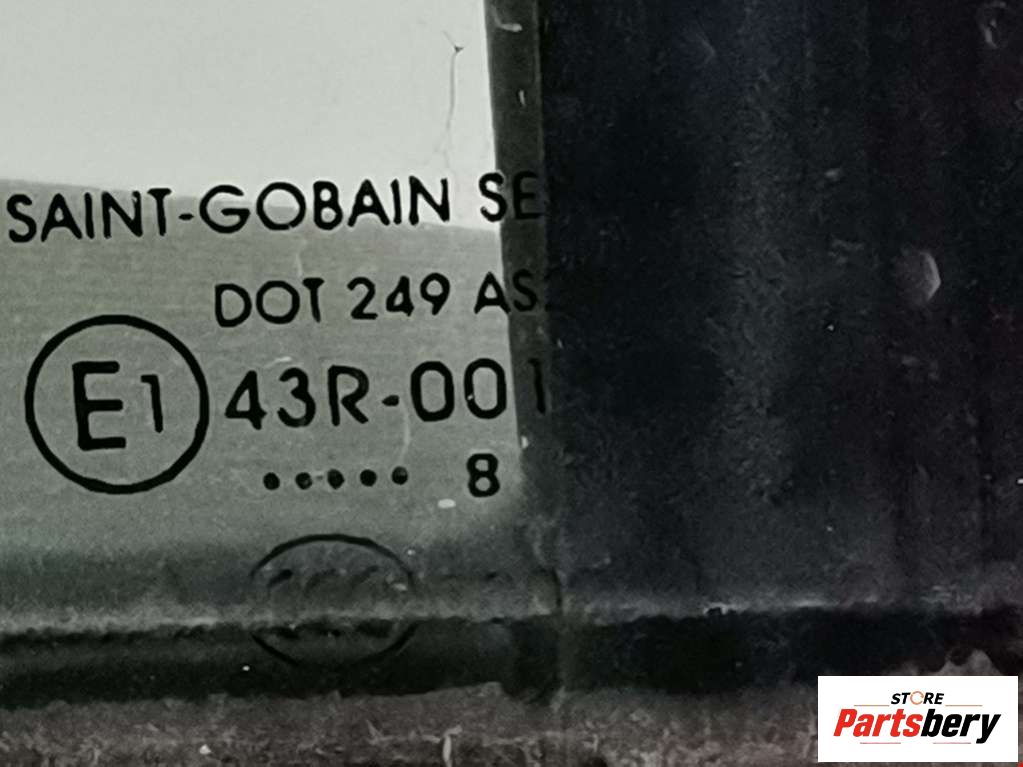 SAINT-GOBAIN SE
DOT 249 AS
E1 43R-001
..... 8
STORE
Partsbery